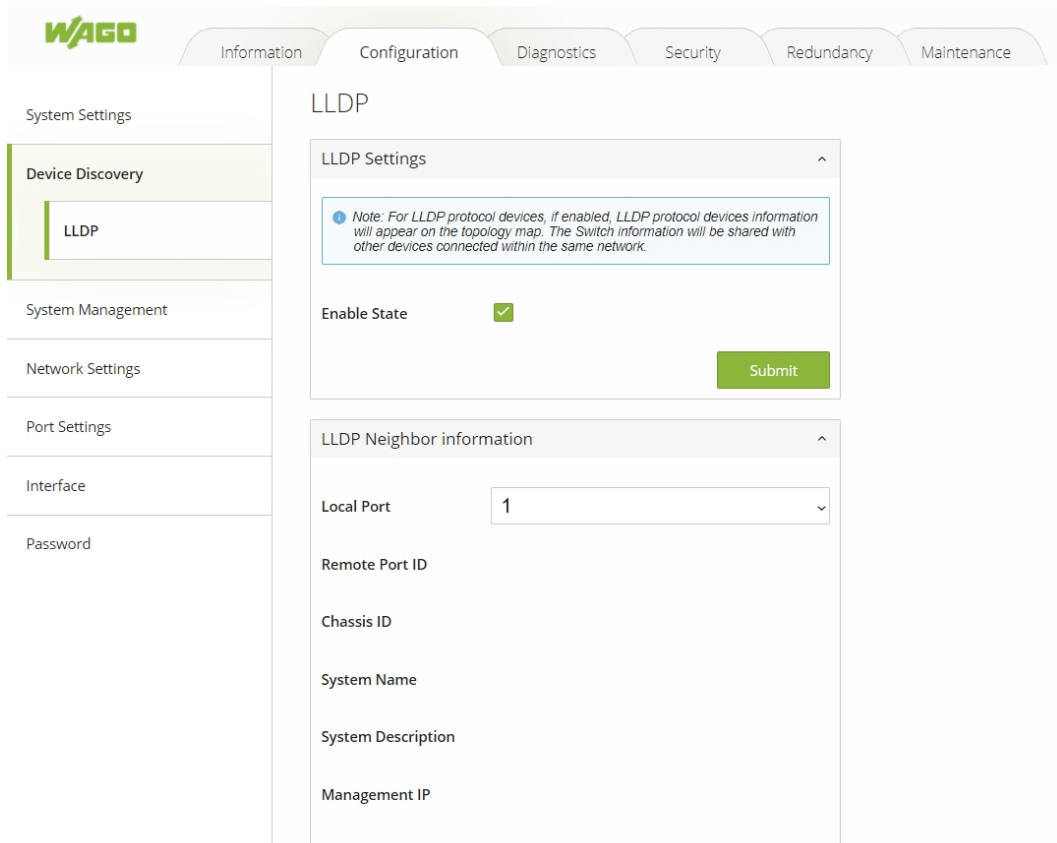 WAGO
Information
Configuration
Diagnostics
Security
Redundancy
Maintenance
System Settings
Device Discovery
LLDP
System Management
Network Settings
Port Settings
Interface
Password
LLDP
LLDP Settings
Note: For LLDP protocol devices, if enabled, LLDP protocol devices information
will appear on the topology map. The Switch information will be shared with
other devices connected within the same network.
Enable State
Submit
LLDP Neighbor information
Local Port
1
Remote Port ID
Chassis ID
System Name
System Description
Management IP